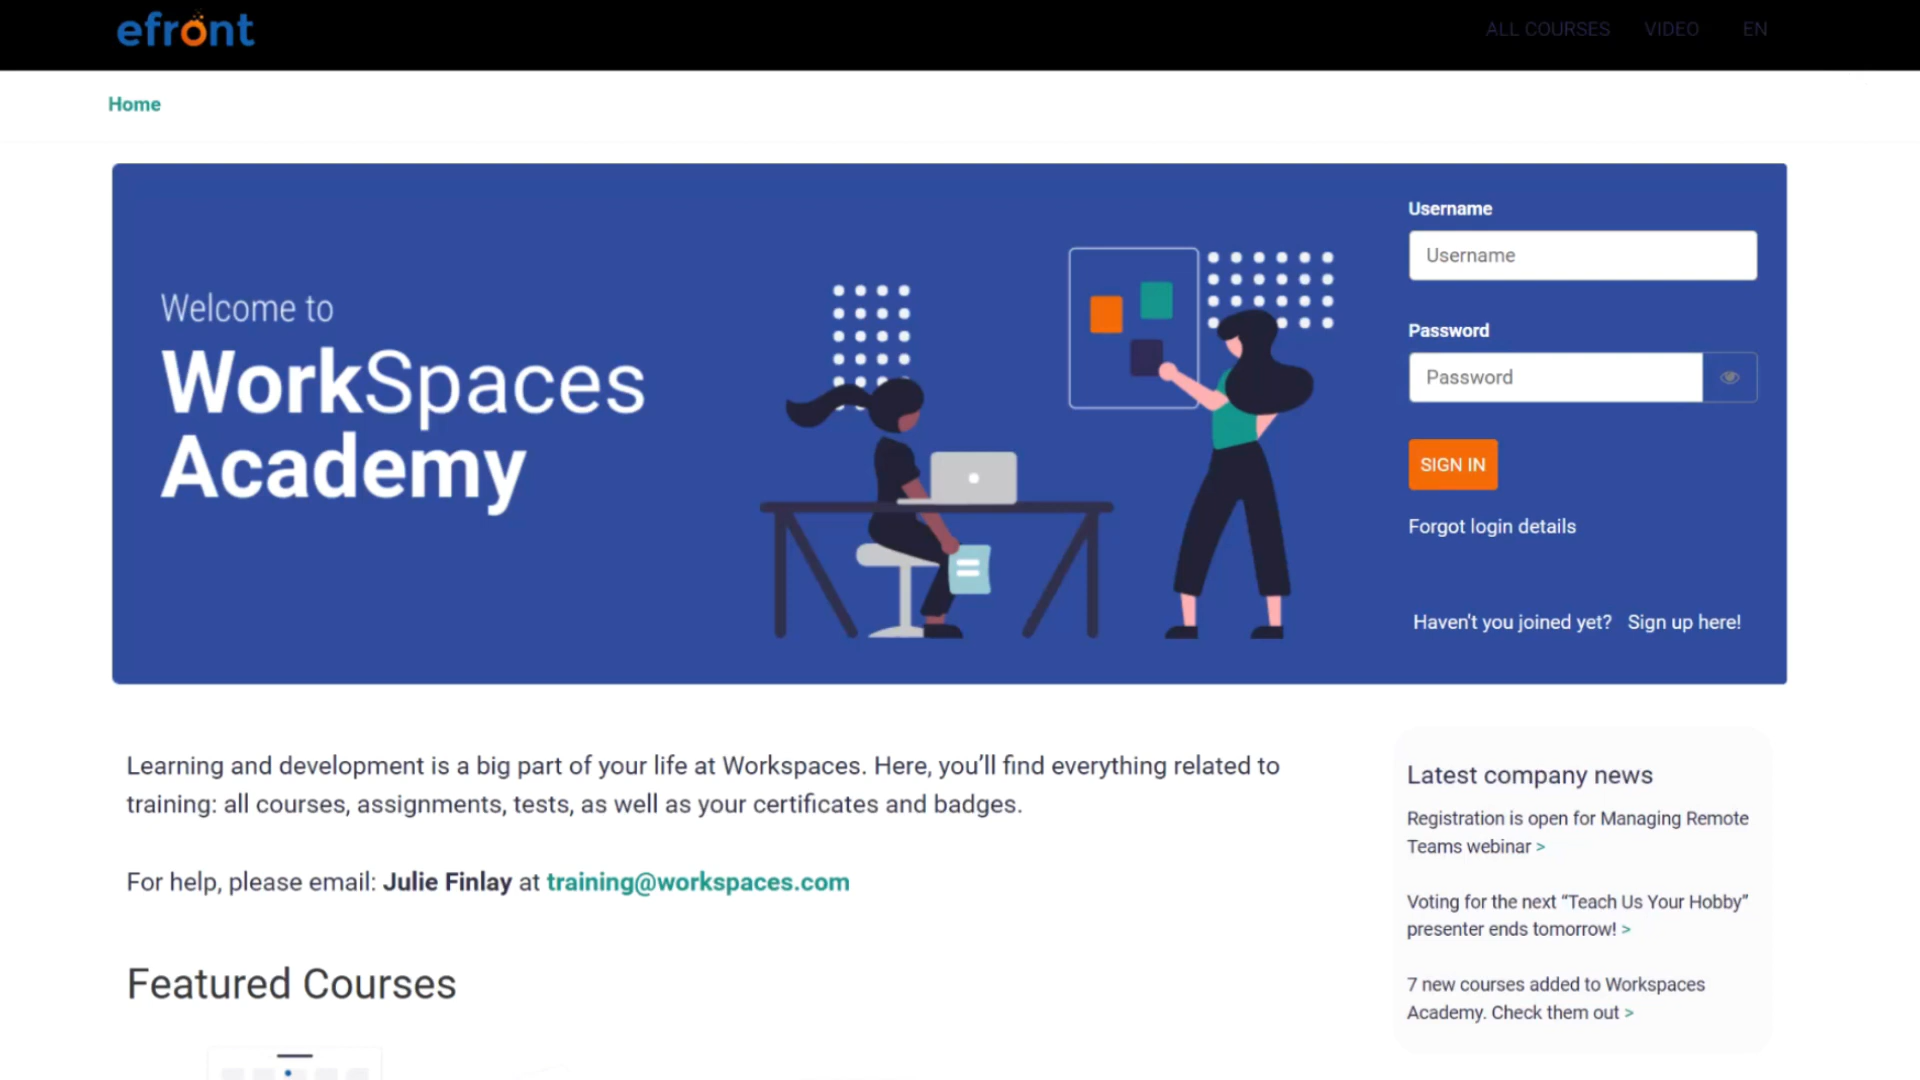 efront
ALL COURSES VIDEO EN
Home
Welcome to
WorkSpaces
Academy
Username
Username
Password
Password
SIGN IN
Forgot login details
Haven't you joined yet? Sign up here!
Learning and development is a big part of your life at Workspaces. Here, you’ll find everything related to
training: all courses, assignments, tests, as well as your certificates and badges.
For help, please email: Julie Finlay at training@workspaces.com
Featured Courses
Latest company news
Registration is open for Managing Remote
Teams webinar >
Voting for the next “Teach Us Your Hobby”
presenter ends tomorrow! >
7 new courses added to Workspaces
Academy. Check them out >